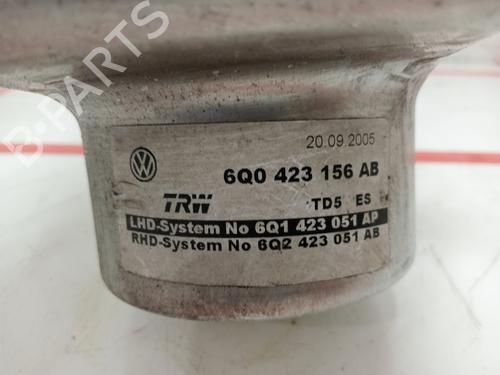 20.09.2005
6Q0 423 156 AB
TRW
TD5 ES
LHD-System No 6Q1 423 051 AP
RHD-System No 6Q2 423 051 AB
B-PARTS